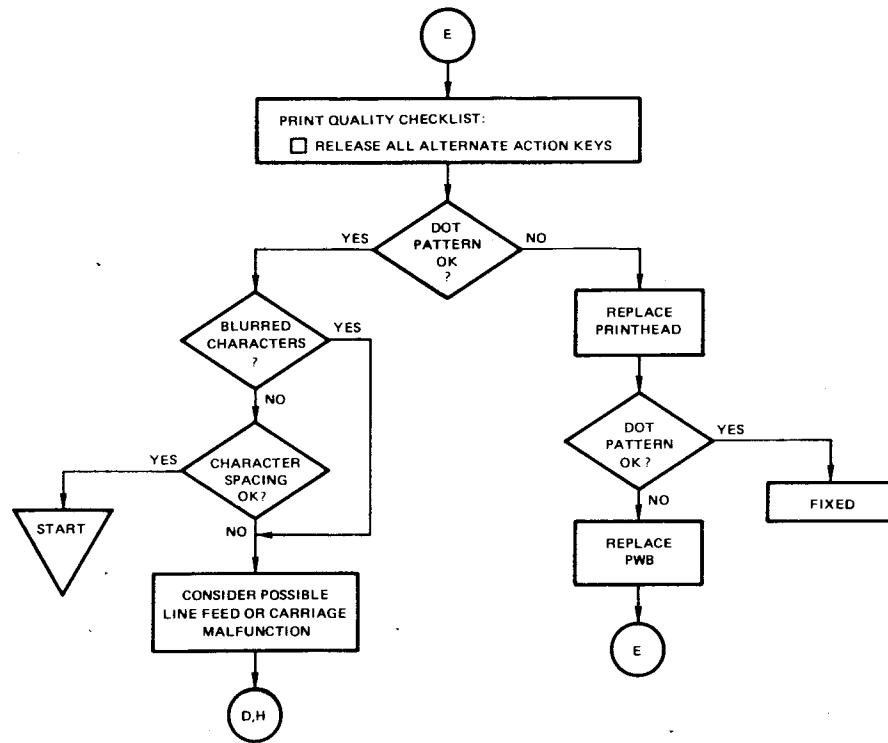 E
PRINT QUALITY CHECKLIST:
RELEASE ALL ALTERNATE ACTION KEYS
DOT
PATTERN
OK
?
YES
NO
BLURRED
CHARACTERS
?
YES
NO
REPLACE
PRINTHEAD
CHARACTER
SPACING
OK?
YES
NO
DOT
PATTERN
OK?
YES
NO
START
FIXED
REPLACE
PWB
CONSIDER POSSIBLE
LINE FEED OR CARRIAGE
MALFUNCTION
E
D,H